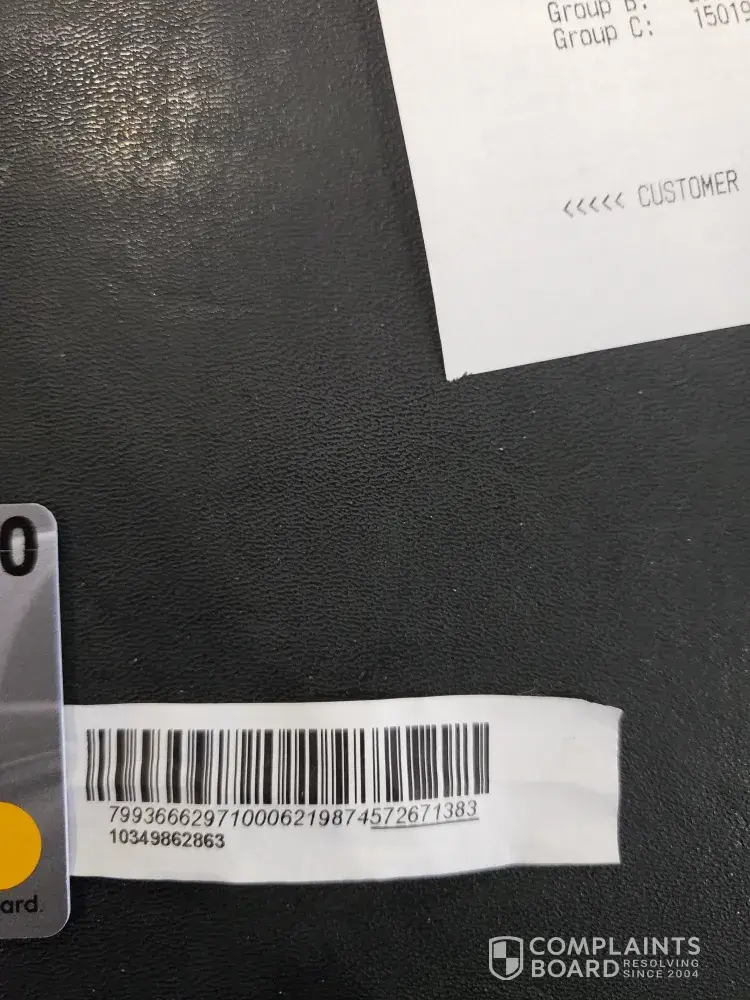 Group B:
Group C: 15019
<<<<< CUSTOMER
0
799366629710006219874572671383
10349862863
ard.
COMPLAINTS
BOARD RESOLVING
SINCE 2004